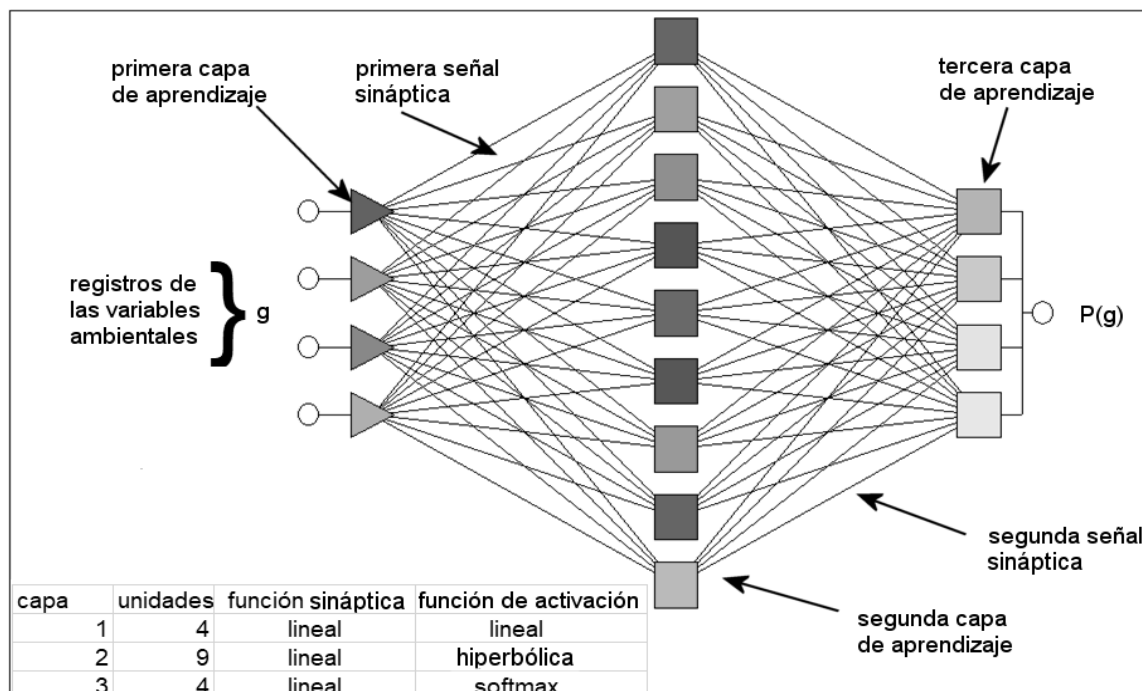 primera capa
de aprendizaje
primera señal
sináptica
tercera capa
de aprendizaje
registros de
las variables
ambientales
g
P(g)
segunda señal
sináptica
segunda capa
de aprendizaje
capa unidades función sináptica función de activación
1 4 lineal lineal
2 9 lineal hiperbólica
3 4 lineal softmax